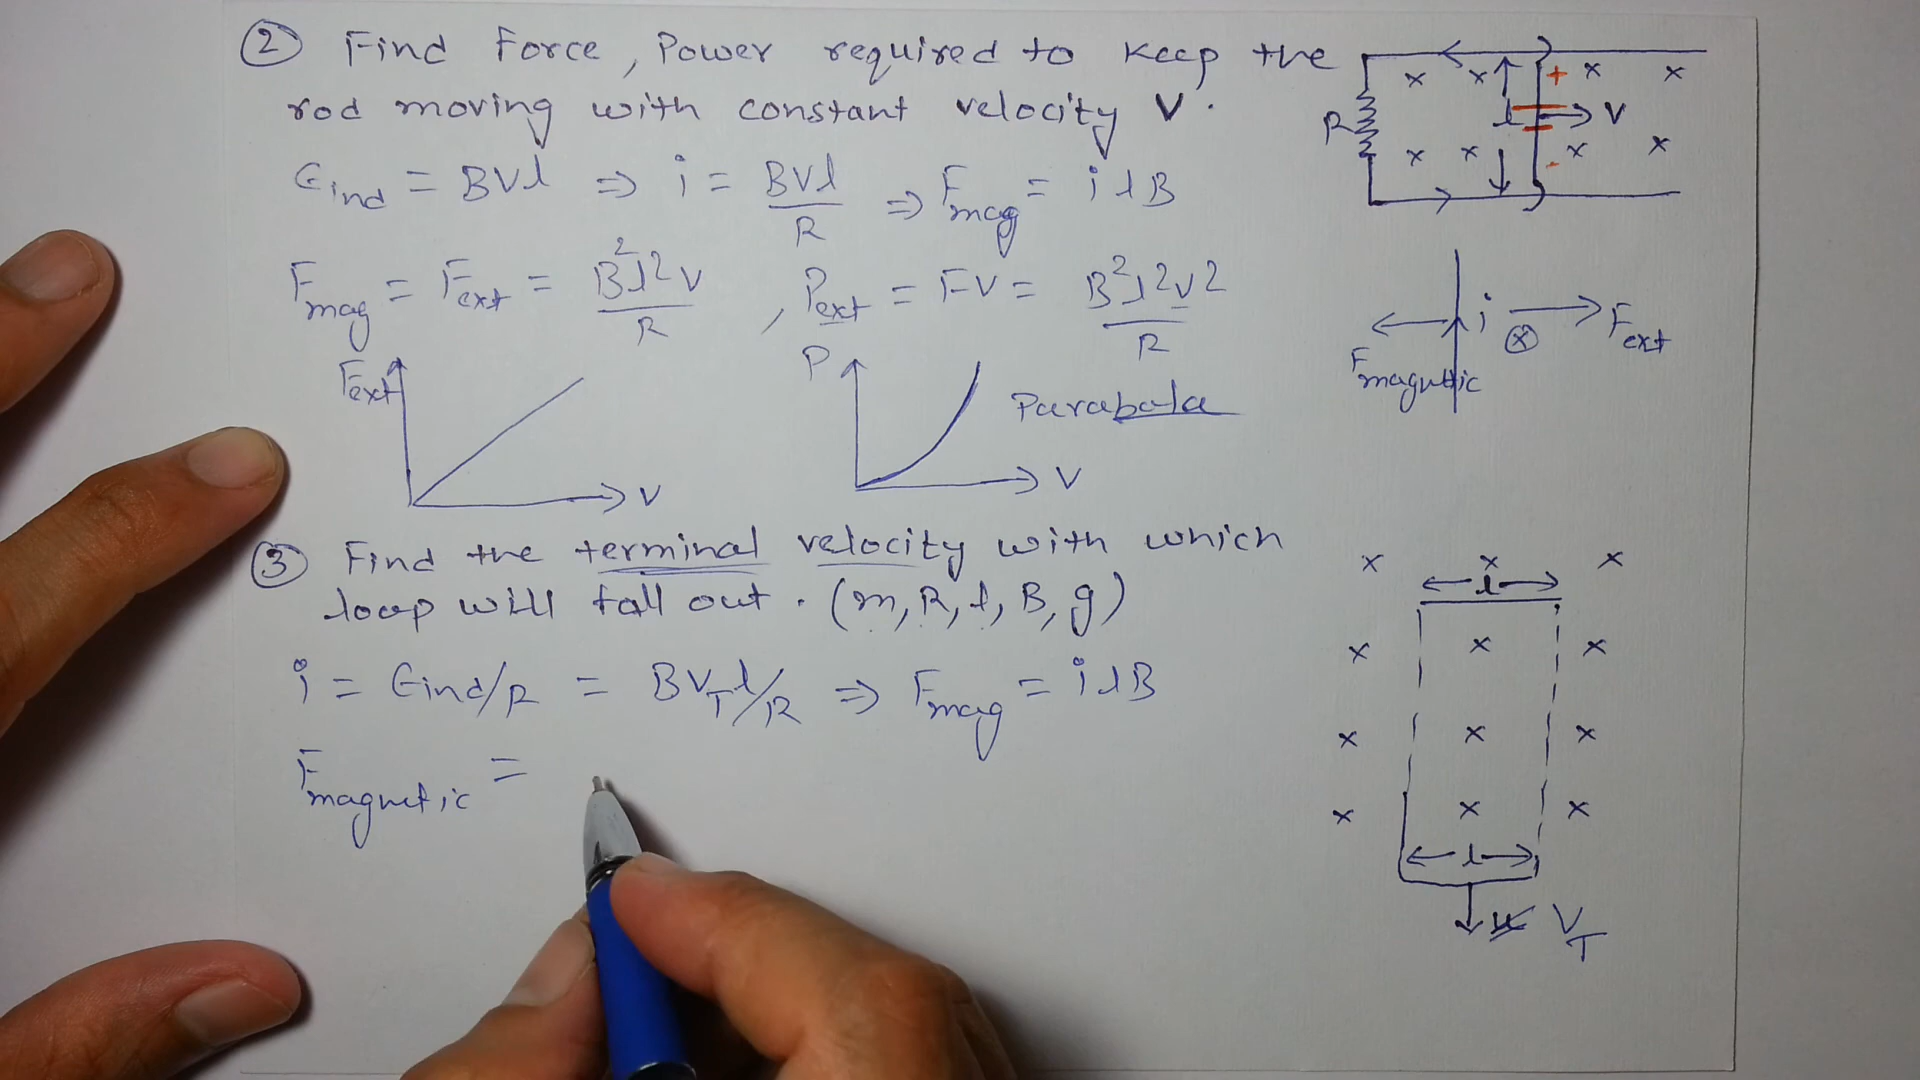 ② Find Force, Power required to keep the
rod moving with constant velocity V.
Eind = BVl ⇒ i = BVl/R ⇒ Fmag = ilB
Fmag = Fext = B²l²V/R , Pext = FV = B²l²V²/R
Fext
V
P
V
Parabola
R
l
+
-
V
i
Fext
Fmagnetic
③ Find the terminal velocity with which
loop will fall out. (m, R, l, B, g)
i = Eind/R = BV_Tl/R ⇒ Fmag = ilB
Fmagnetic =
l
l
V_T